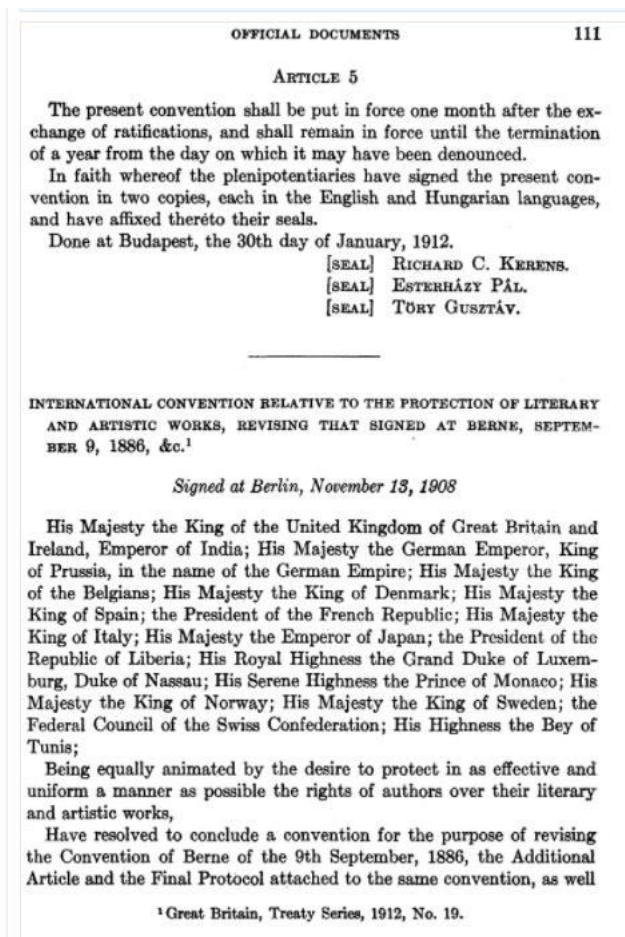 OFFICIAL DOCUMENTS 111
ARTICLE 5
The present convention shall be put in force one month after the ex-
change of ratifications, and shall remain in force until the termination
of a year from the day on which it may have been denounced.
In faith whereof the plenipotentiaries have signed the present con-
vention in two copies, each in the English and Hungarian languages,
and have affixed thereto their seals.
Done at Budapest, the 30th day of January, 1912.
[SEAL] RICHARD C. KERENS.
[SEAL] ESTERHÁZY PÁL.
[SEAL] TÖRY GUSZTÁV.
INTERNATIONAL CONVENTION RELATIVE TO THE PROTECTION OF LITERARY
AND ARTISTIC WORKS, REVISING THAT SIGNED AT BERNE, SEPTEM-
BER 9, 1886, &c.¹
Signed at Berlin, November 13, 1908
His Majesty the King of the United Kingdom of Great Britain and
Ireland, Emperor of India; His Majesty the German Emperor, King
of Prussia, in the name of the German Empire; His Majesty the King
of the Belgians; His Majesty the King of Denmark; His Majesty the
King of Spain; the President of the French Republic; His Majesty the
King of Italy; His Majesty the Emperor of Japan; the President of the
Republic of Liberia; His Royal Highness the Grand Duke of Luxem-
burg, Duke of Nassau; His Serene Highness the Prince of Monaco; His
Majesty the King of Norway; His Majesty the King of Sweden; the
Federal Council of the Swiss Confederation; His Highness the Bey of
Tunis;
Being equally animated by the desire to protect in as effective and
uniform a manner as possible the rights of authors over their literary
and artistic works,
Have resolved to conclude a convention for the purpose of revising
the Convention of Berne of the 9th September, 1886, the Additional
Article and the Final Protocol attached to the same convention, as well
¹ Great Britain, Treaty Series, 1912, No. 19.